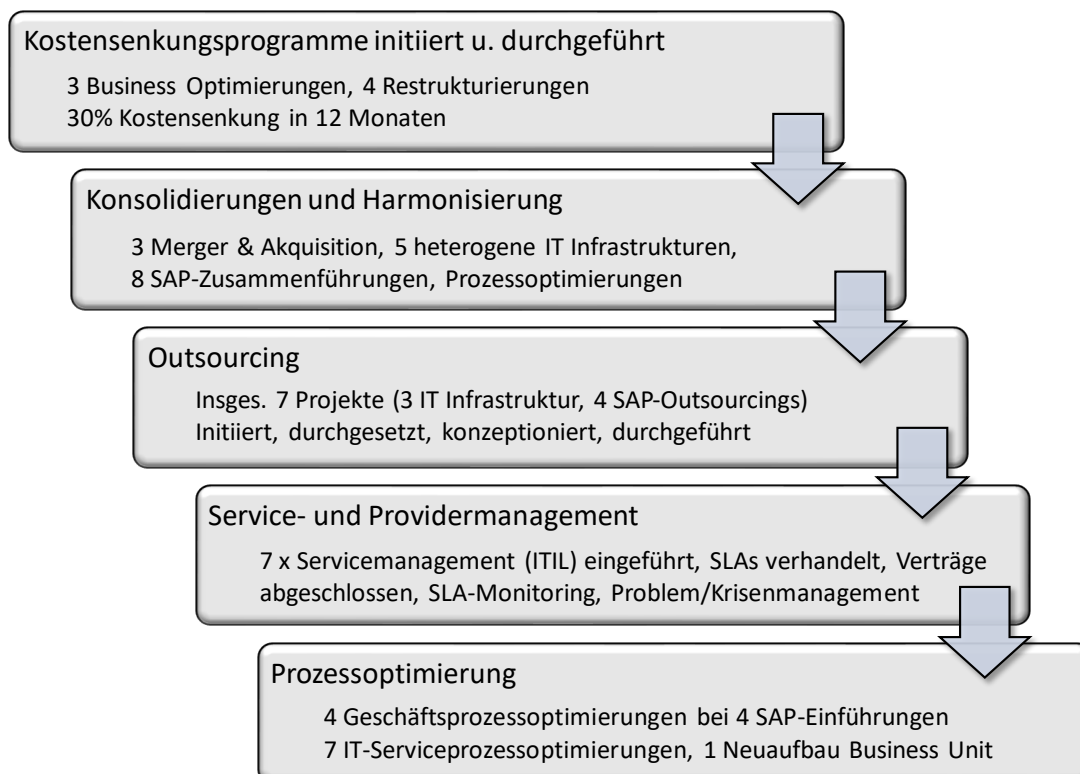 Kostensenkungsprogramme initiiert u. durchgeführt
3 Business Optimierungen, 4 Restrukturierungen
30% Kostensenkung in 12 Monaten
Konsolidierungen und Harmonisierung
3 Merger & Akquisition, 5 heterogene IT Infrastrukturen,
8 SAP-Zusammenführungen, Prozessoptimierungen
Outsourcing
Insges. 7 Projekte (3 IT Infrastruktur, 4 SAP-Outsourcings)
Initiiert, durchgesetzt, konzeptioniert, durchgeführt
Service- und Providermanagement
7 x Servicemanagement (ITIL) eingeführt, SLAs verhandelt, Verträge
abgeschlossen, SLA-Monitoring, Problem/Krisenmanagement
Prozessoptimierung
4 Geschäftsprozessoptimierungen bei 4 SAP-Einführungen
7 IT-Serviceprozessoptimierungen, 1 Neuaufbau Business Unit